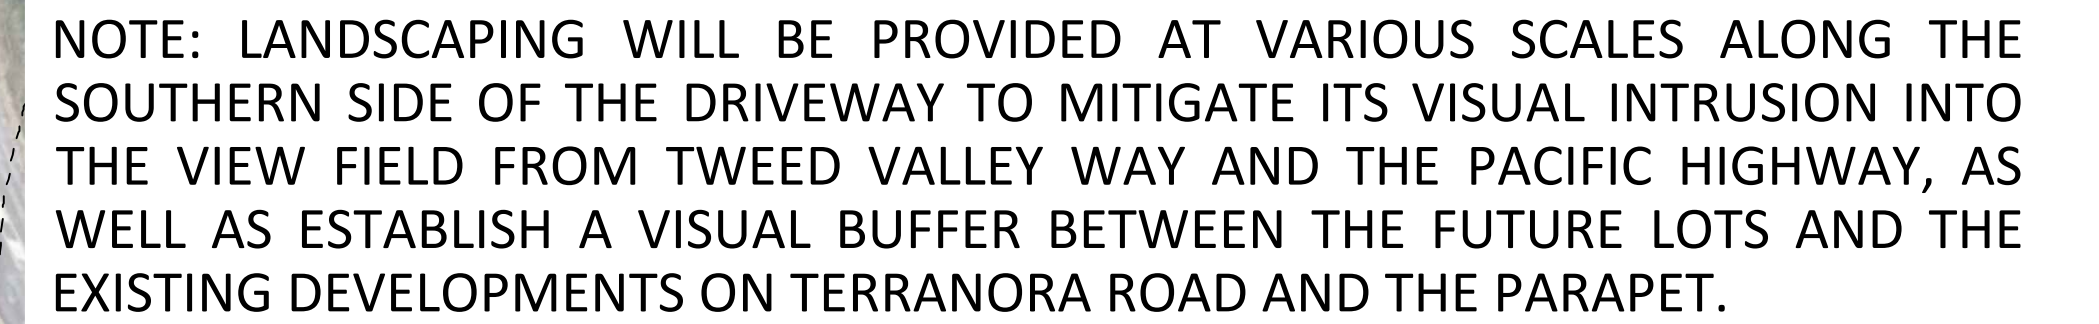 NOTE: LANDSCAPING WILL BE PROVIDED AT VARIOUS SCALES ALONG THE
SOUTHERN SIDE OF THE DRIVEWAY TO MITIGATE ITS VISUAL INTRUSION INTO
THE VIEW FIELD FROM TWEED VALLEY WAY AND THE PACIFIC HIGHWAY, AS
WELL AS ESTABLISH A VISUAL BUFFER BETWEEN THE FUTURE LOTS AND THE
EXISTING DEVELOPMENTS ON TERRANORA ROAD AND THE PARAPET.